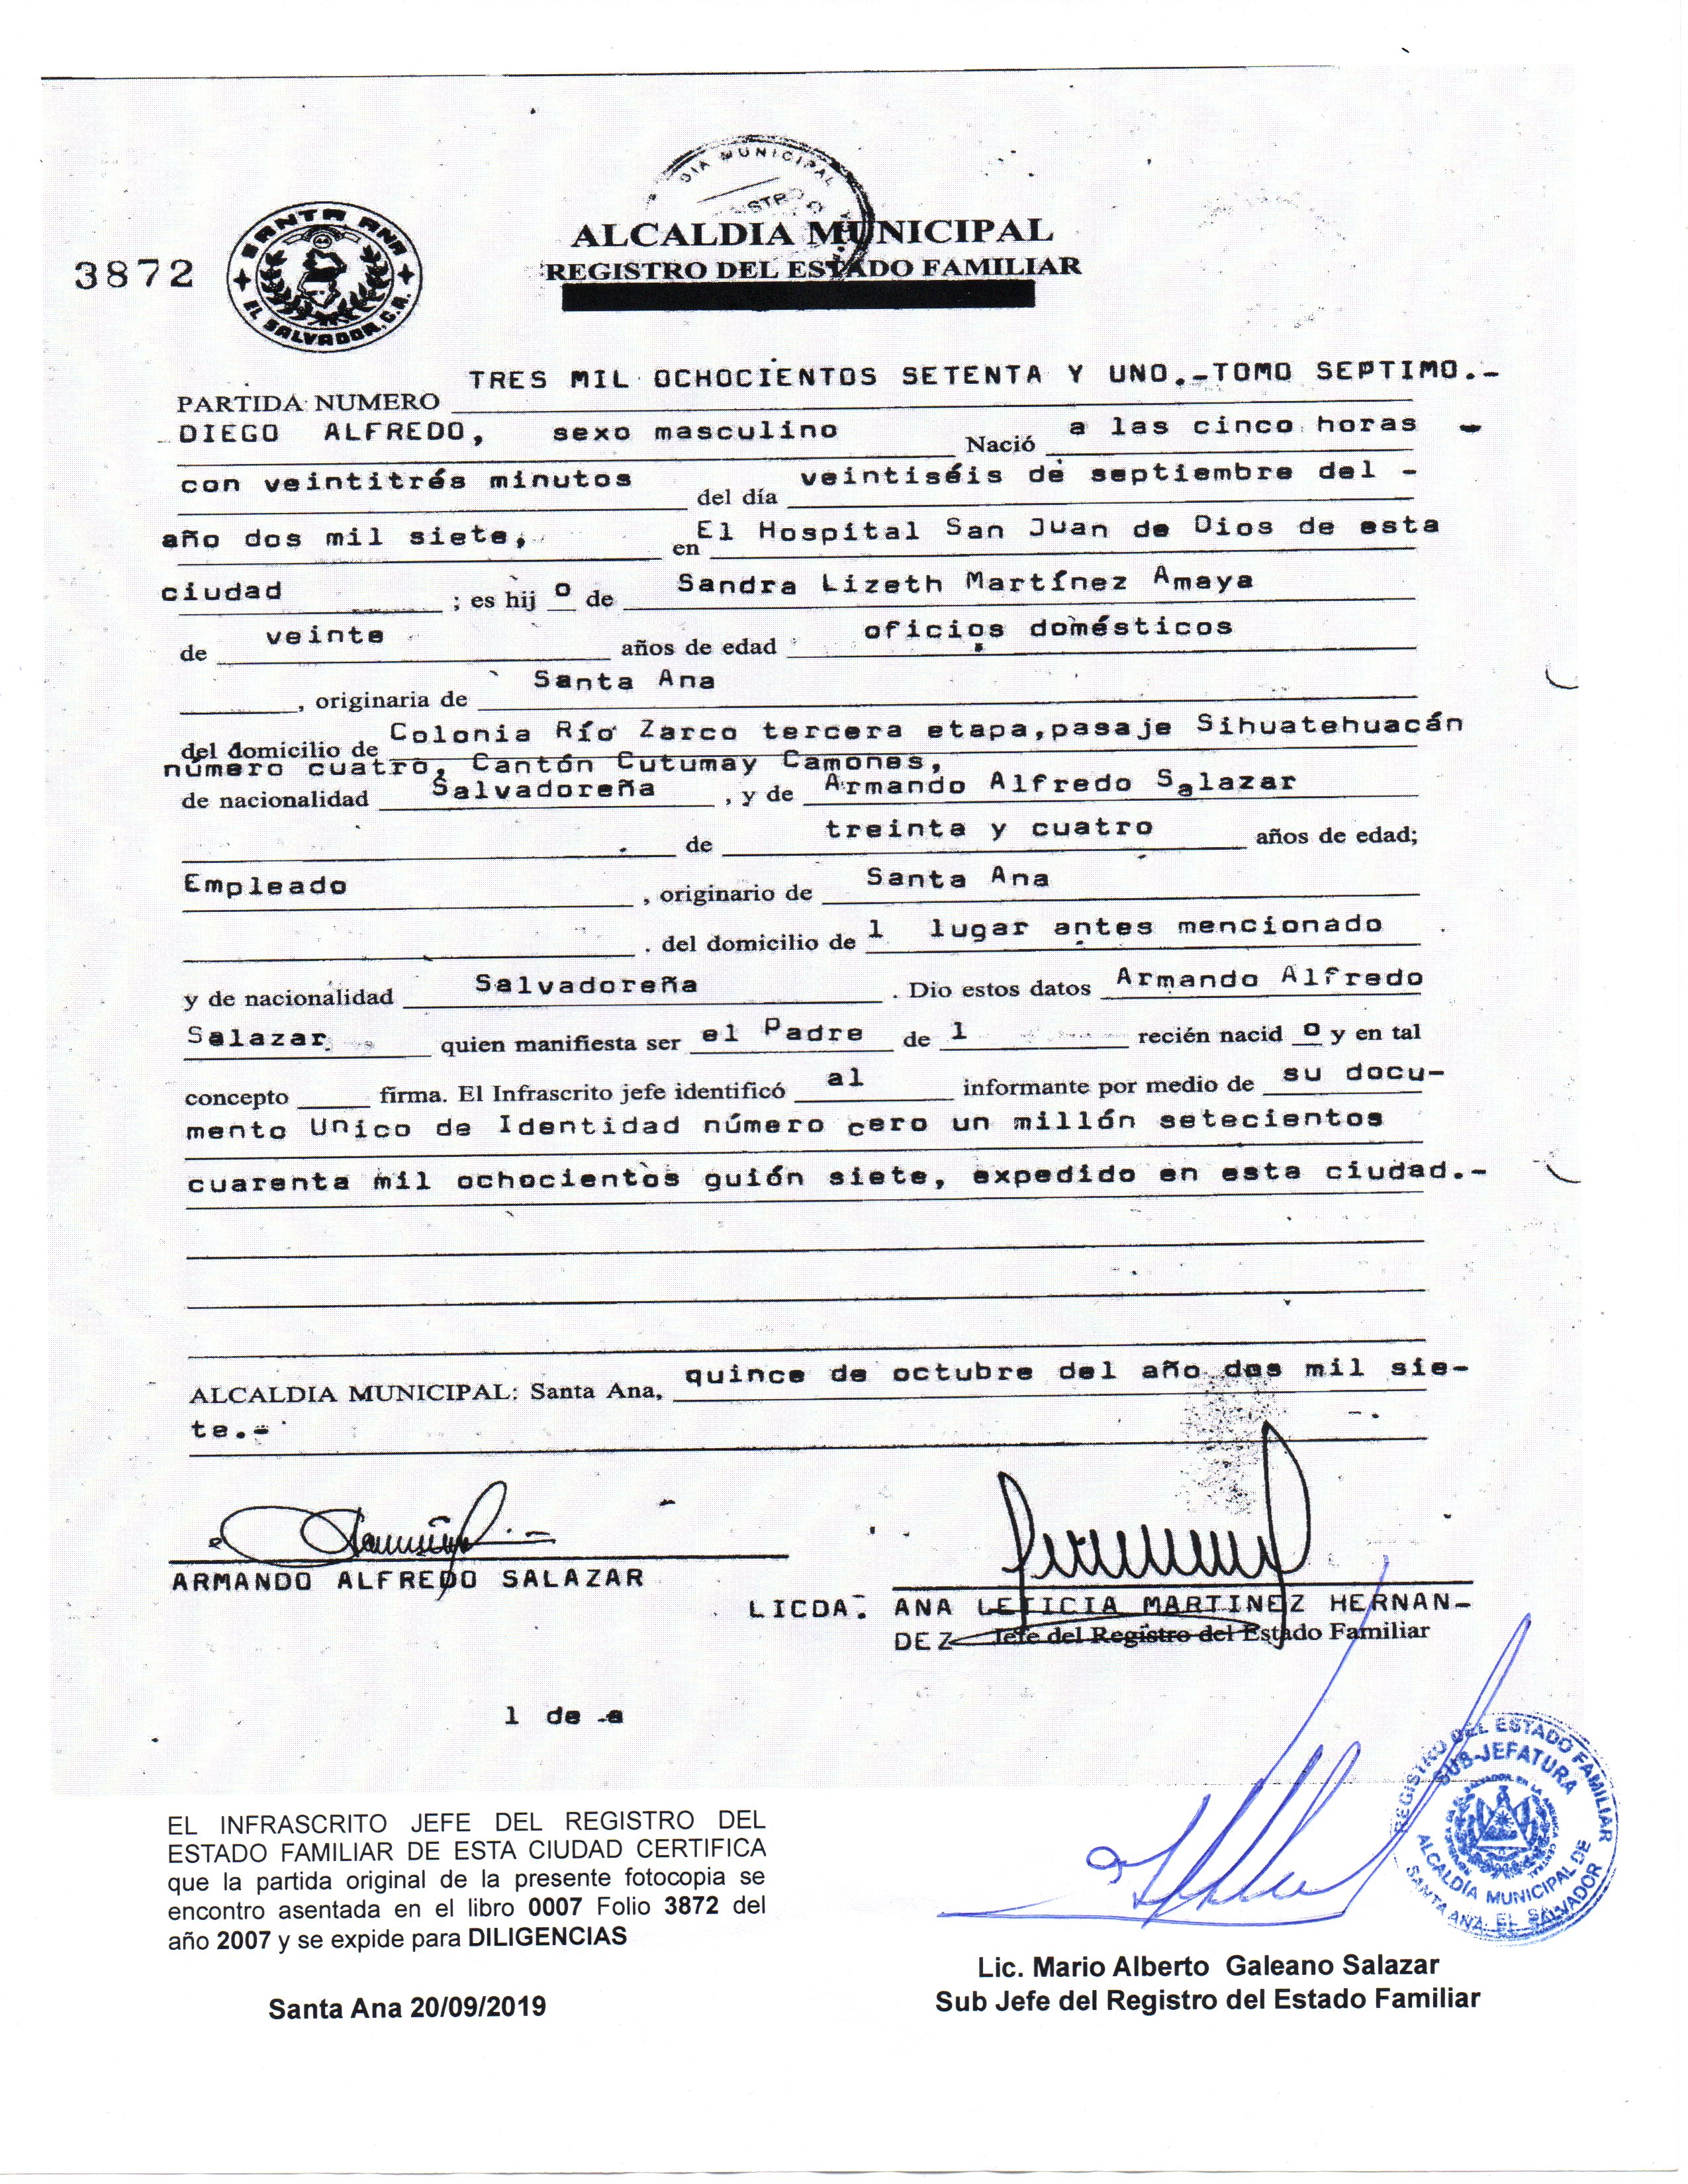 DIA MUNICIPAL
3872
SANTA ANA
EL SALVADOR, C.A.
ALCALDIA MUNICIPAL
REGISTRO DEL ESTADO FAMILIAR
PARTIDA NUMERO TRES MIL OCHOCIENTOS SETENTA Y UNO.-TOMO SEPTIMO.-
DIEGO ALFREDO, sexo masculino Nació a las cinco horas -
con veintitrés minutos del día veintiséis de septiembre del -
año dos mil siete, en El Hospital San Juan de Dios de esta
ciudad ; es hij o de Sandra Lizeth Martínez Amaya
de veinte años de edad oficios domésticos
, originaria de Santa Ana
del domicilio de Colonia Río Zarco tercera etapa,pasaje Sihuatehuacán
número cuatro, Cantón Cutumay Camones,
de nacionalidad Salvadoreña , y de Armando Alfredo Salazar
de treinta y cuatro años de edad;
Empleado , originario de Santa Ana
. del domicilio de l lugar antes mencionado
y de nacionalidad Salvadoreña . Dio estos datos Armando Alfredo
Salazar quien manifiesta ser el Padre de l recién nacid o y en tal
concepto firma. El Infrascrito jefe identificó al informante por medio de su docu-
mento Unico de Identidad número cero un millón setecientos
cuarenta mil ochocientos guión siete, expedido en esta ciudad.-
ALCALDIA MUNICIPAL: Santa Ana, quince de octubre del año dos mil sie-
te.-
ARMANDO ALFREDO SALAZAR
LICDA. ANA LETICIA MARTINEZ HERNAN-
DEZ Jefe del Registro del Estado Familiar
1 de a
EL INFRASCRITO JEFE DEL REGISTRO DEL
ESTADO FAMILIAR DE ESTA CIUDAD CERTIFICA
que la partida original de la presente fotocopia se
encontro asentada en el libro 0007 Folio 3872 del
año 2007 y se expide para DILIGENCIAS
Santa Ana 20/09/2019
REGISTRO DEL ESTADO FAMILIAR
SUB-JEFATURA
ALCALDÍA MUNICIPAL DE
SANTA ANA, EL SALVADOR
Lic. Mario Alberto Galeano Salazar
Sub Jefe del Registro del Estado Familiar